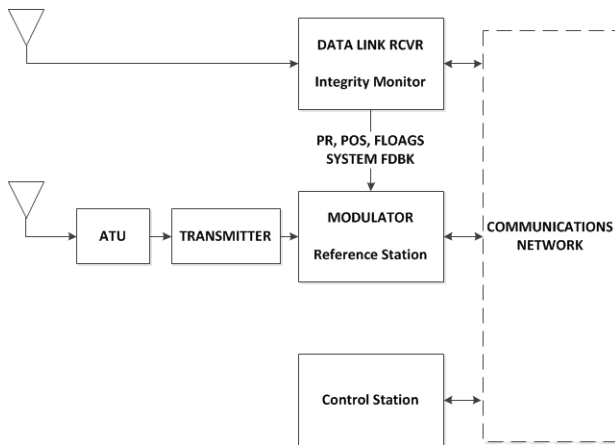 DATA LINK RCVR
Integrity Monitor
PR, POS, FLOAGS
SYSTEM FDBK
ATU
TRANSMITTER
MODULATOR
Reference Station
COMMUNICATIONS
NETWORK
Control Station